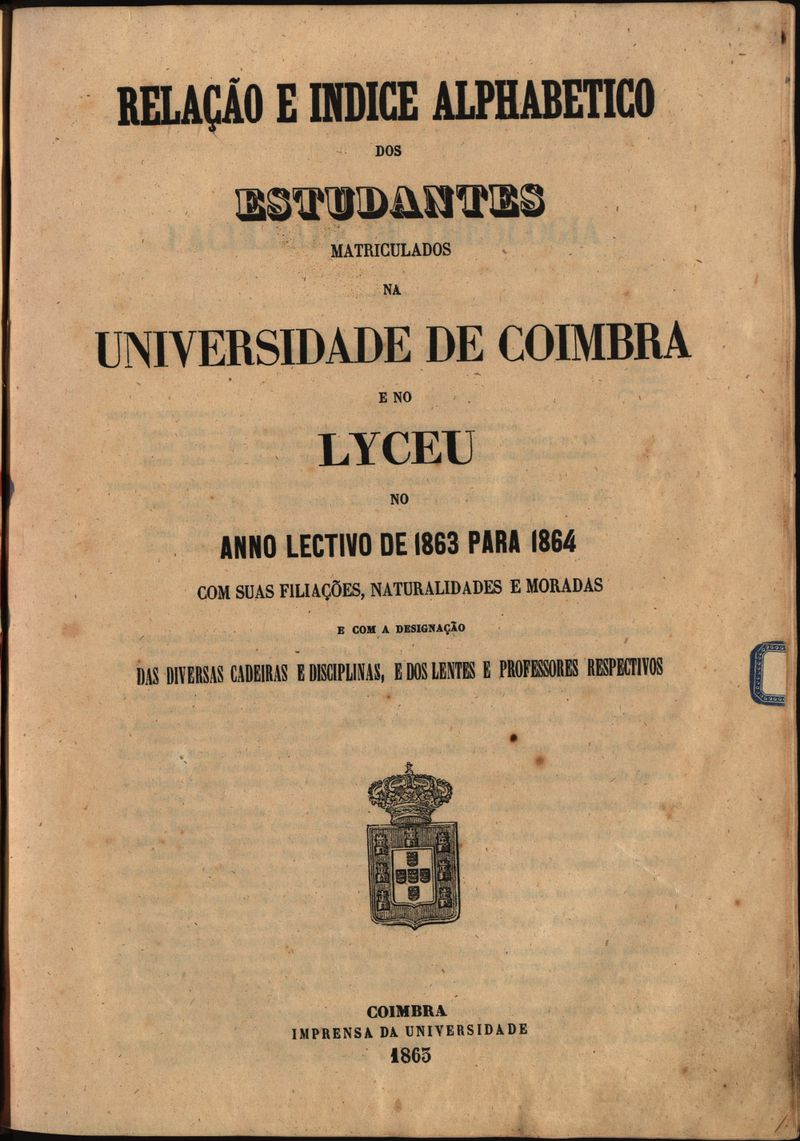 RELAÇÃO E INDICE ALPHABETICO
DOS
ESTUDANTES
MATRICULADOS
NA
UNIVERSIDADE DE COIMBRA
E NO
LYCEU
NO
ANNO LECTIVO DE 1863 PARA 1864
COM SUAS FILIAÇÕES, NATURALIDADES E MORADAS
E COM A DESIGNAÇÃO
DAS DIVERSAS CADEIRAS E DISCIPLINAS, E DOS LENTES E PROFESSORES RESPECTIVOS
COIMBRA
IMPRENSA DA UNIVERSIDADE
1863